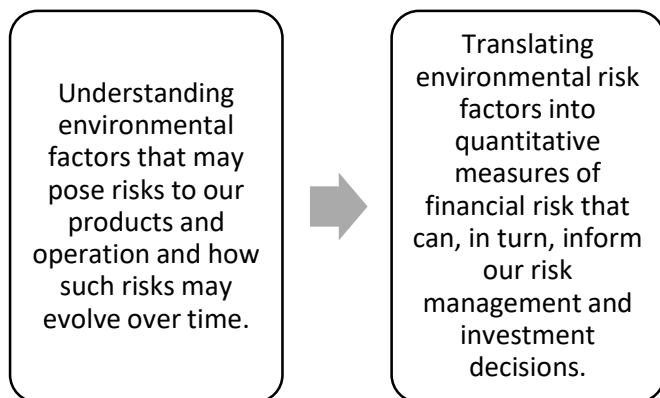 Understanding
environmental
factors that may
pose risks to our
products and
operation and how
such risks may
evolve over time.
Translating
environmental risk
factors into
quantitative
measures of
financial risk that
can, in turn, inform
our risk
management and
investment
decisions.